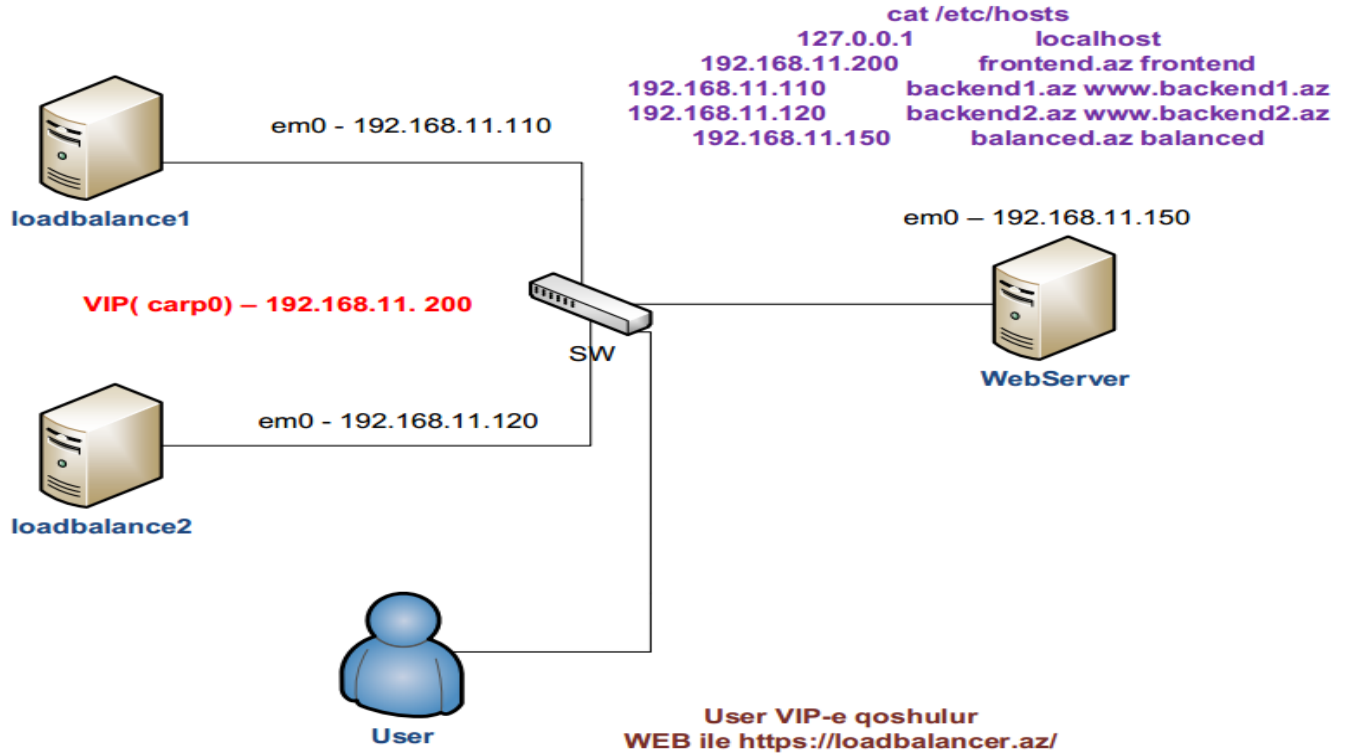 cat /etc/hosts
127.0.0.1 localhost
192.168.11.200 frontend.az frontend
192.168.11.110 backend1.az www.backend1.az
192.168.11.120 backend2.az www.backend2.az
192.168.11.150 balanced.az balanced
em0 - 192.168.11.110
loadbalance1
em0 – 192.168.11.150
VIP( carp0) – 192.168.11. 200
SW
WebServer
em0 - 192.168.11.120
loadbalance2
User
User VIP-e qoshulur
WEB ile https://loadbalancer.az/